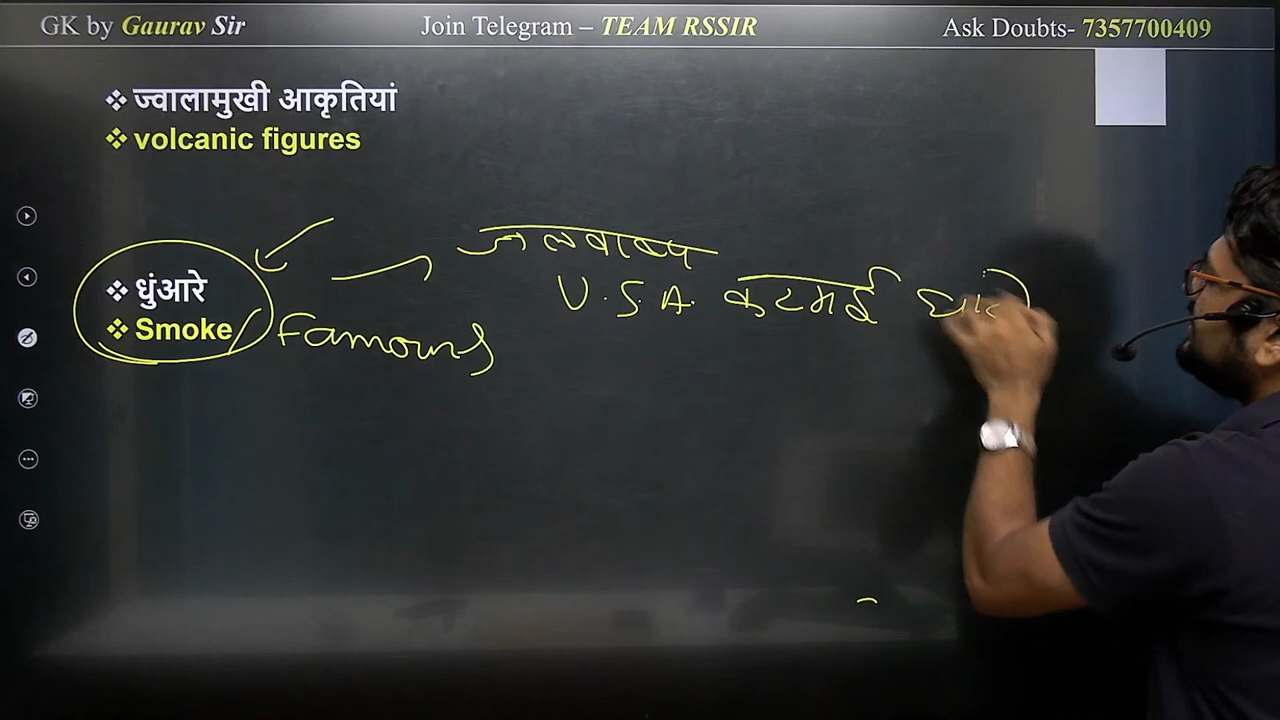 GK by Gaurav Sir
Join Telegram – TEAM RSSIR
Ask Doubts- 7357700409
❖ ज्वालामुखी आकृतियां
❖ volcanic figures
जलवाष्प
❖ धुंआरे
U.S.A. कटमई
❖ Smoke
Famous